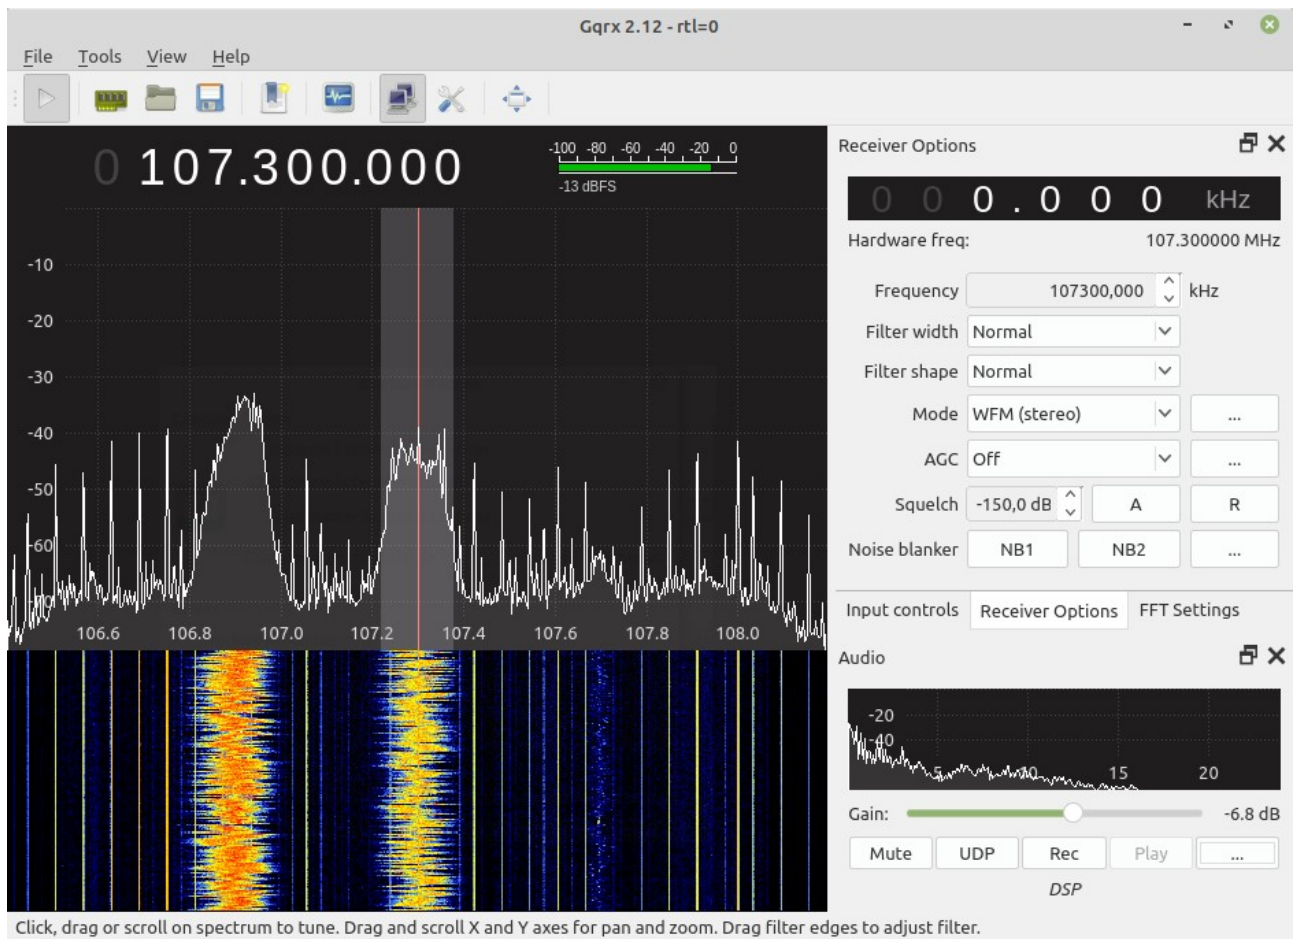 Gqrx 2.12 - rtl=0
File Tools View Help
0 107.300.000
-100 -80 -60 -40 -20 0
-13 dBFS
-10
-20
-30
-40
-50
-60
-70
106.6 106.8 107.0 107.2 107.4 107.6 107.8 108.0
Receiver Options
0 0 0.0 0 0 kHz
Hardware freq: 107.300000 MHz
Frequency 107300,000 kHz
Filter width Normal
Filter shape Normal
Mode WFM (stereo) ...
AGC Off ...
Squelch -150,0 dB A R
Noise blanker NB1 NB2 ...
Input controls Receiver Options FFT Settings
Audio
-20
-40
5 10 15 20
Gain: -6.8 dB
Mute UDP Rec Play ...
DSP
Click, drag or scroll on spectrum to tune. Drag and scroll X and Y axes for pan and zoom. Drag filter edges to adjust filter.